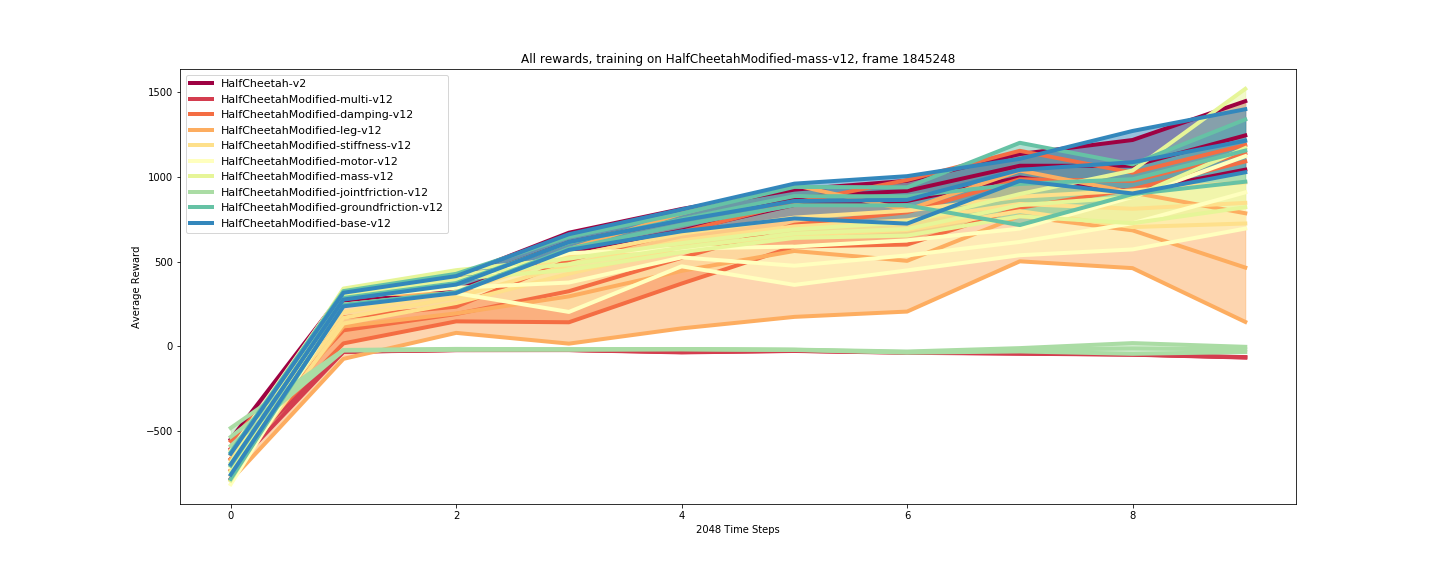 All rewards, training on HalfCheetahModified-mass-v12, frame 1845248
HalfCheetah-v2
HalfCheetahModified-multi-v12
HalfCheetahModified-damping-v12
HalfCheetahModified-leg-v12
HalfCheetahModified-stiffness-v12
HalfCheetahModified-motor-v12
HalfCheetahModified-mass-v12
HalfCheetahModified-jointfriction-v12
HalfCheetahModified-groundfriction-v12
HalfCheetahModified-base-v12
Average Reward
1500
1000
500
0
−500
0
2
4
6
8
2048 Time Steps